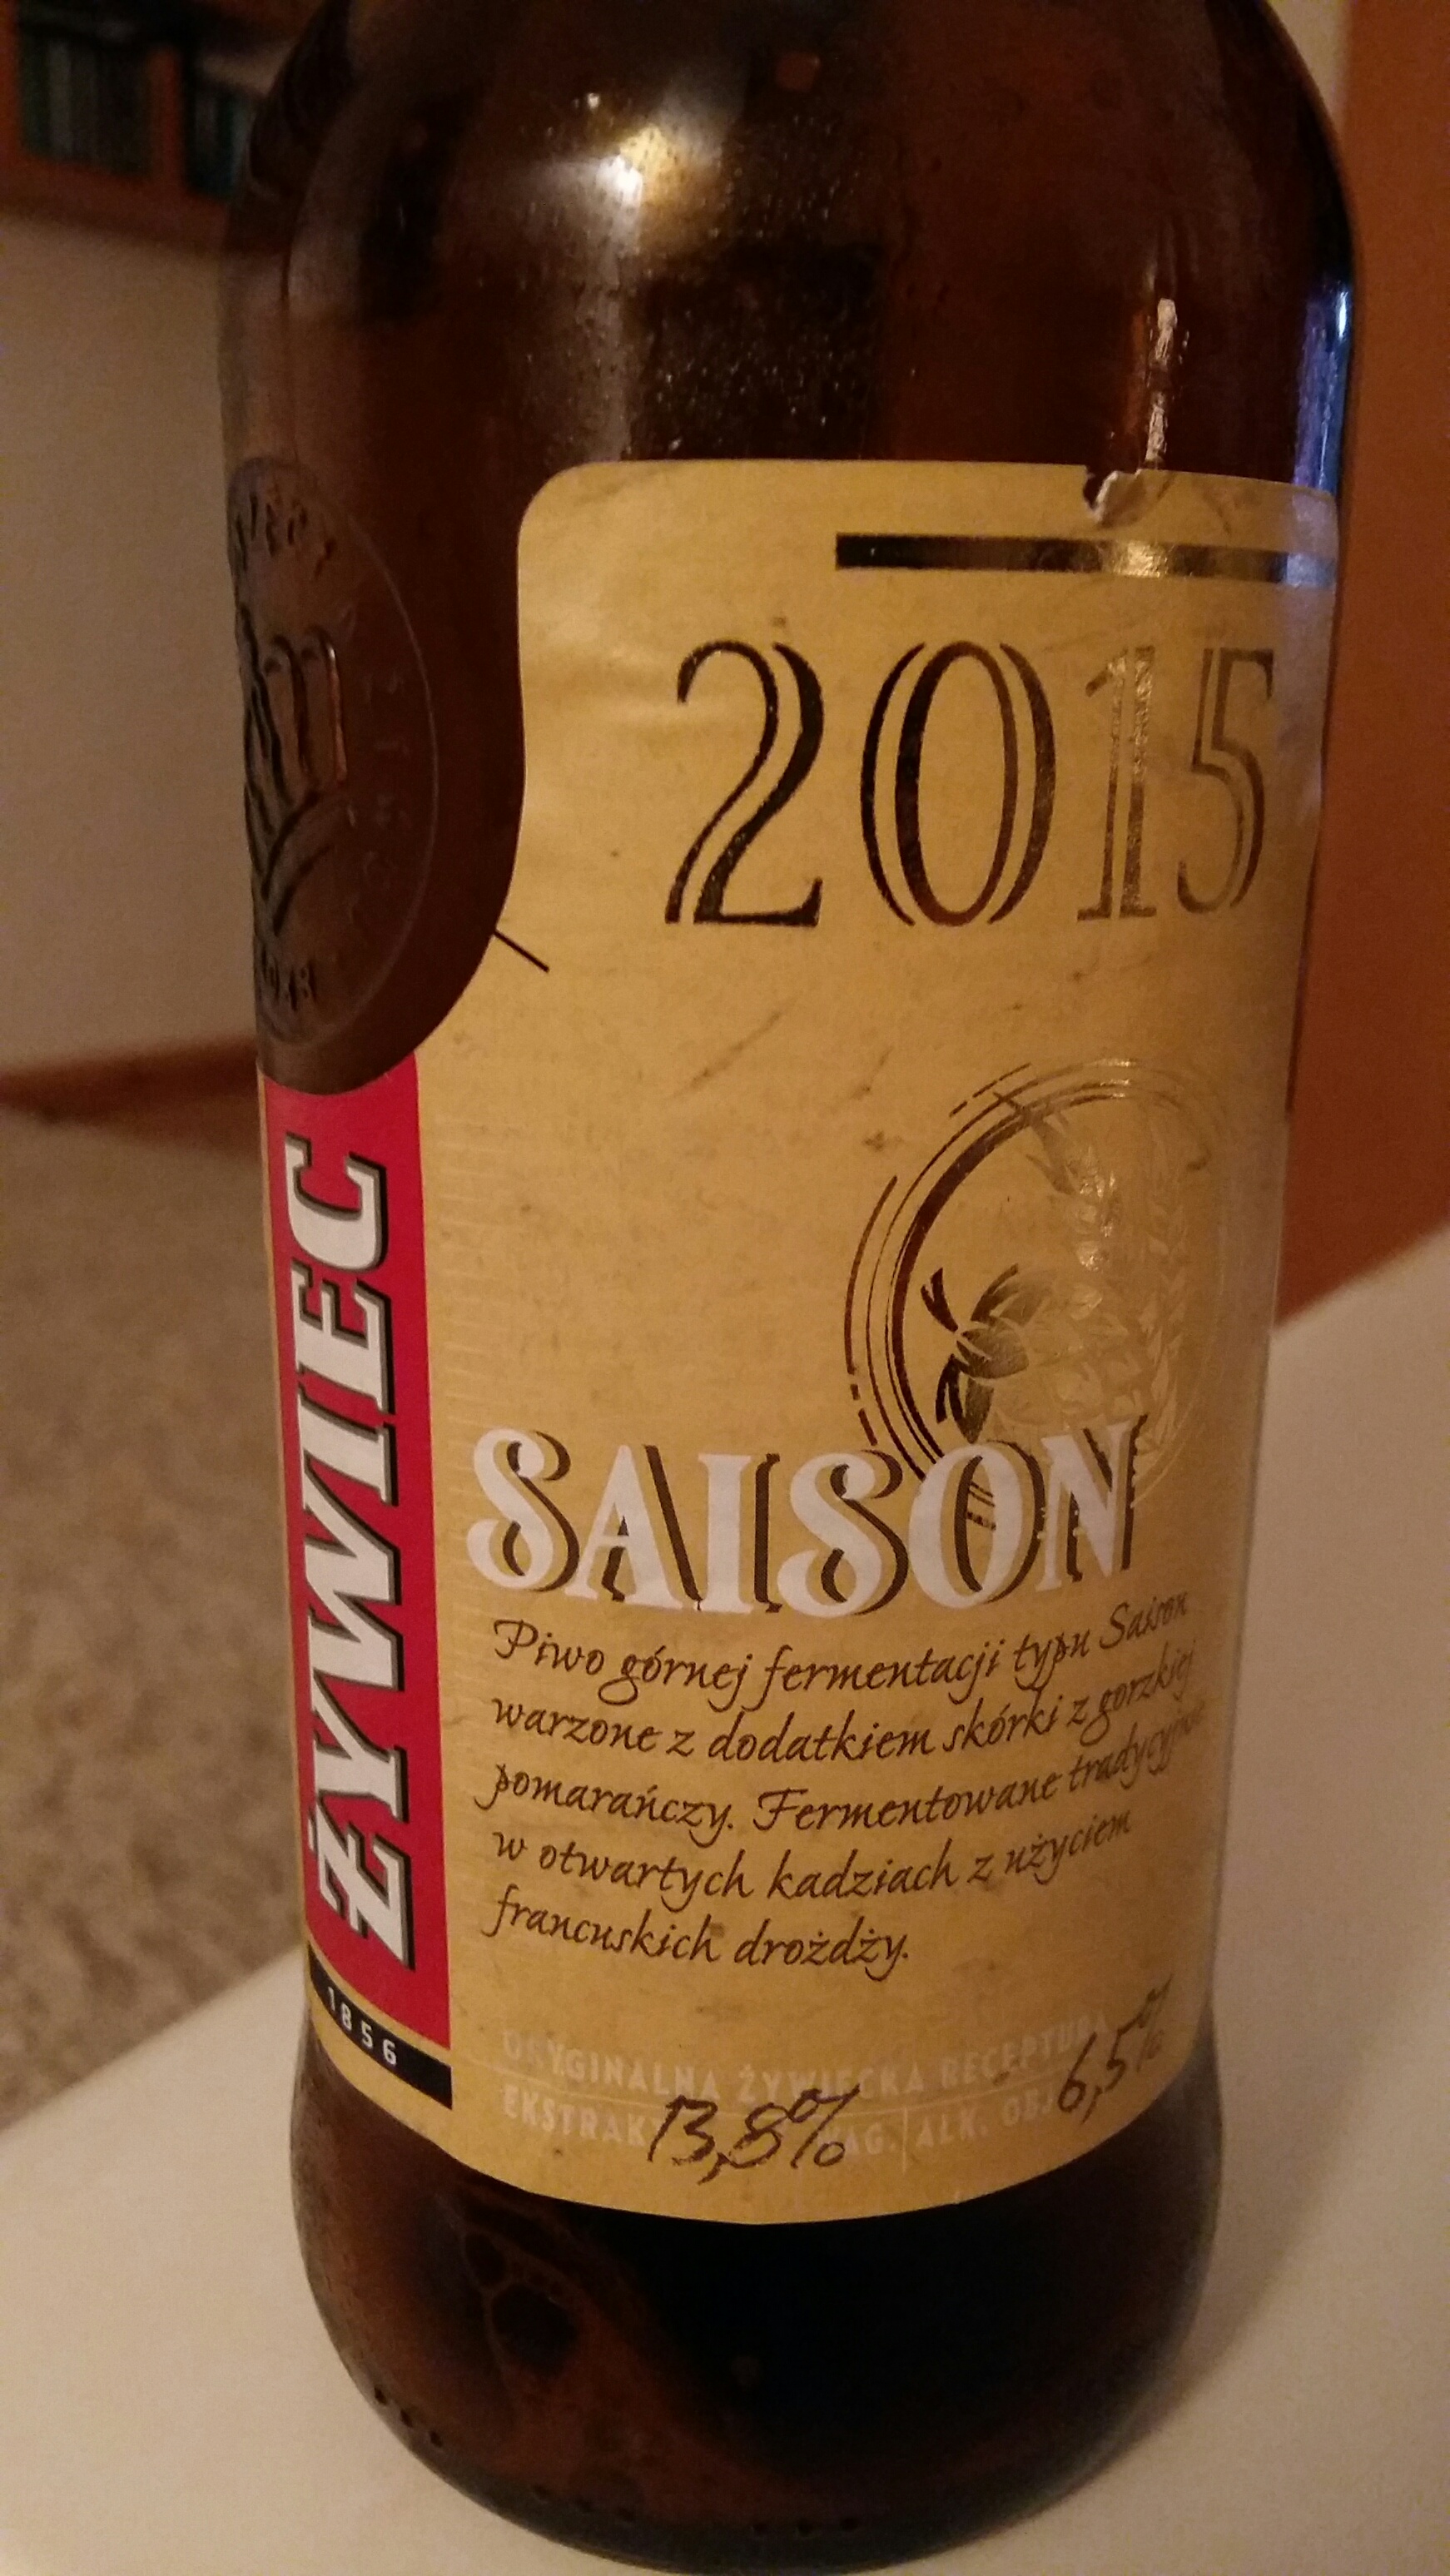 2015
ŻYWIEC
1856
SAISON
Piwo górnej fermentacji typu Saison
warzone z dodatkiem skórki z gorzkiej
pomarańczy. Fermentowane tradycyjnie
w otwartych kadziach z użyciem
francuskich drożdży.
ORYGINALNA ŻYWIECKA RECEPTURA
EKSTRAKT 13,8% WAG. ALK. OBJ. 6,5%